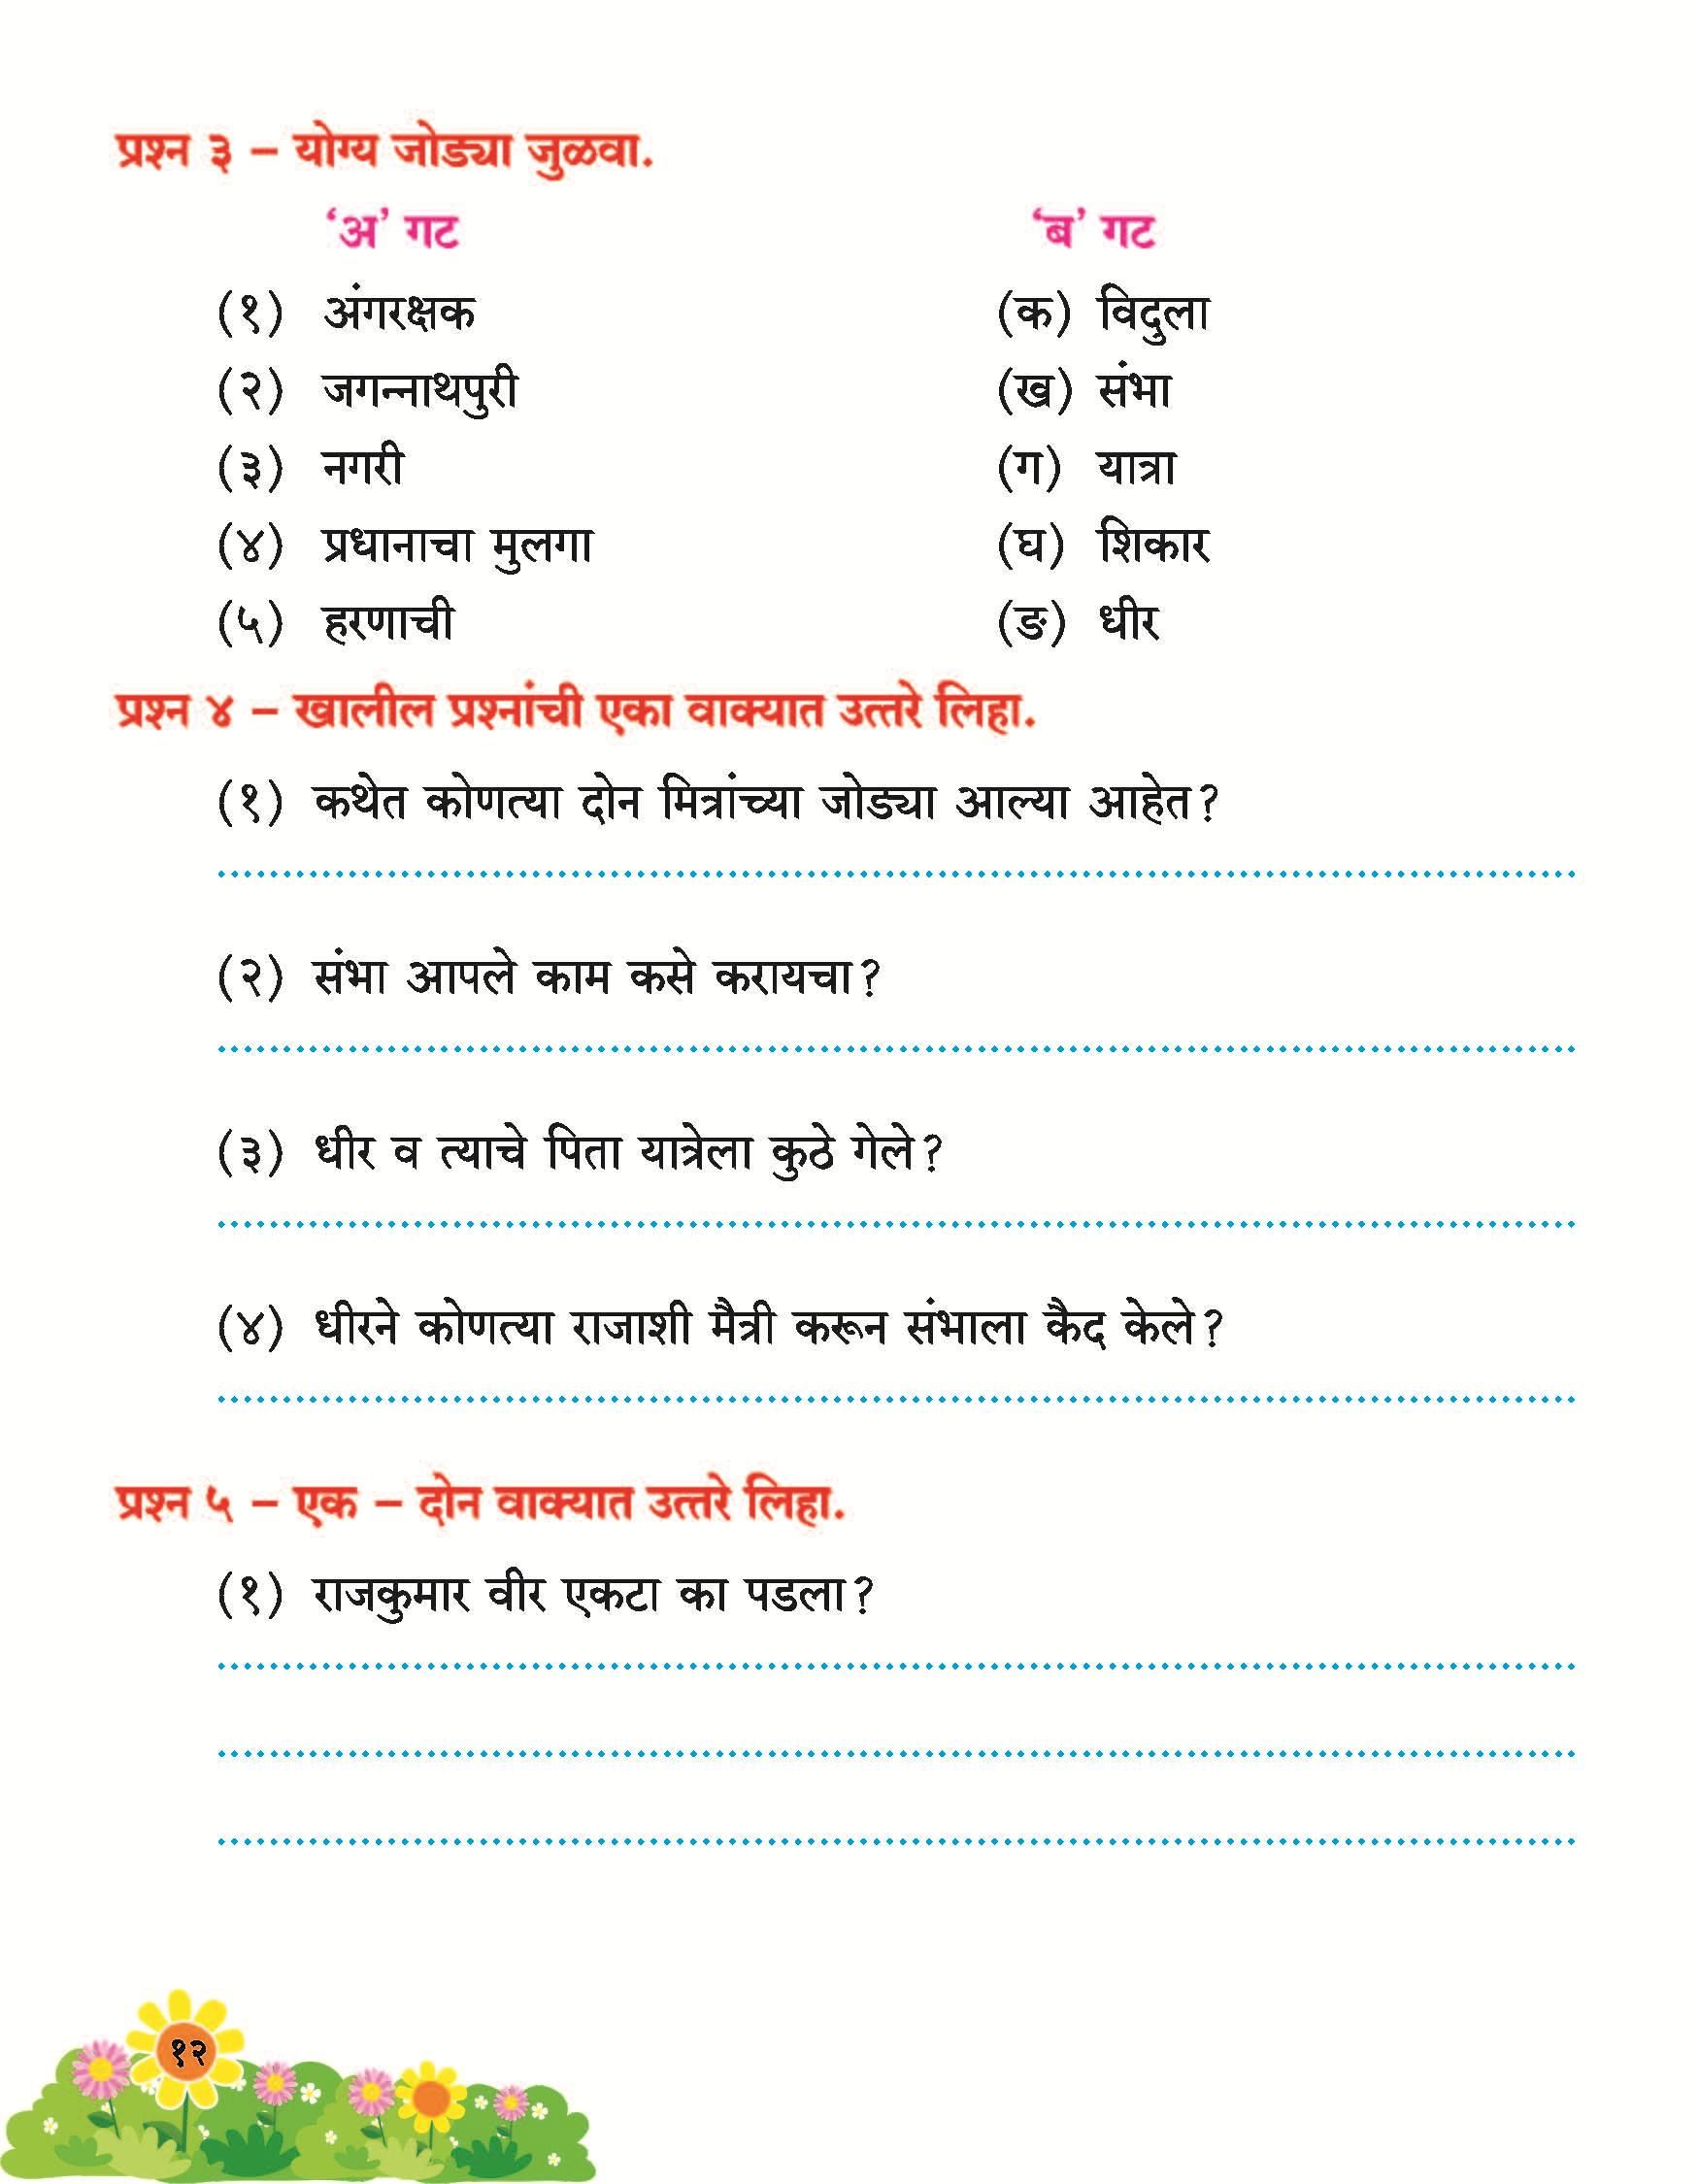 प्रश्न ३ – योग्य जोड्या जुळवा.
‘अ’ गट ‘ब’ गट
(१) अंगरक्षक (क) विदुला
(२) जगन्नाथपुरी (ख) संभा
(३) नगरी (ग) यात्रा
(४) प्रधानाचा मुलगा (घ) शिकार
(५) हरणाची (ङ) धीर
प्रश्न ४ – खालील प्रश्नांची एका वाक्यात उत्तरे लिहा.
(१) कथेत कोणत्या दोन मित्रांच्या जोड्या आल्या आहेत?
(२) संभा आपले काम कसे करायचा?
(३) धीर व त्याचे पिता यात्रेला कुठे गेले?
(४) धीरने कोणत्या राजाशी मैत्री करून संभाला कैद केले?
प्रश्न ५ – एक – दोन वाक्यात उत्तरे लिहा.
(१) राजकुमार वीर एकटा का पडला?
१२